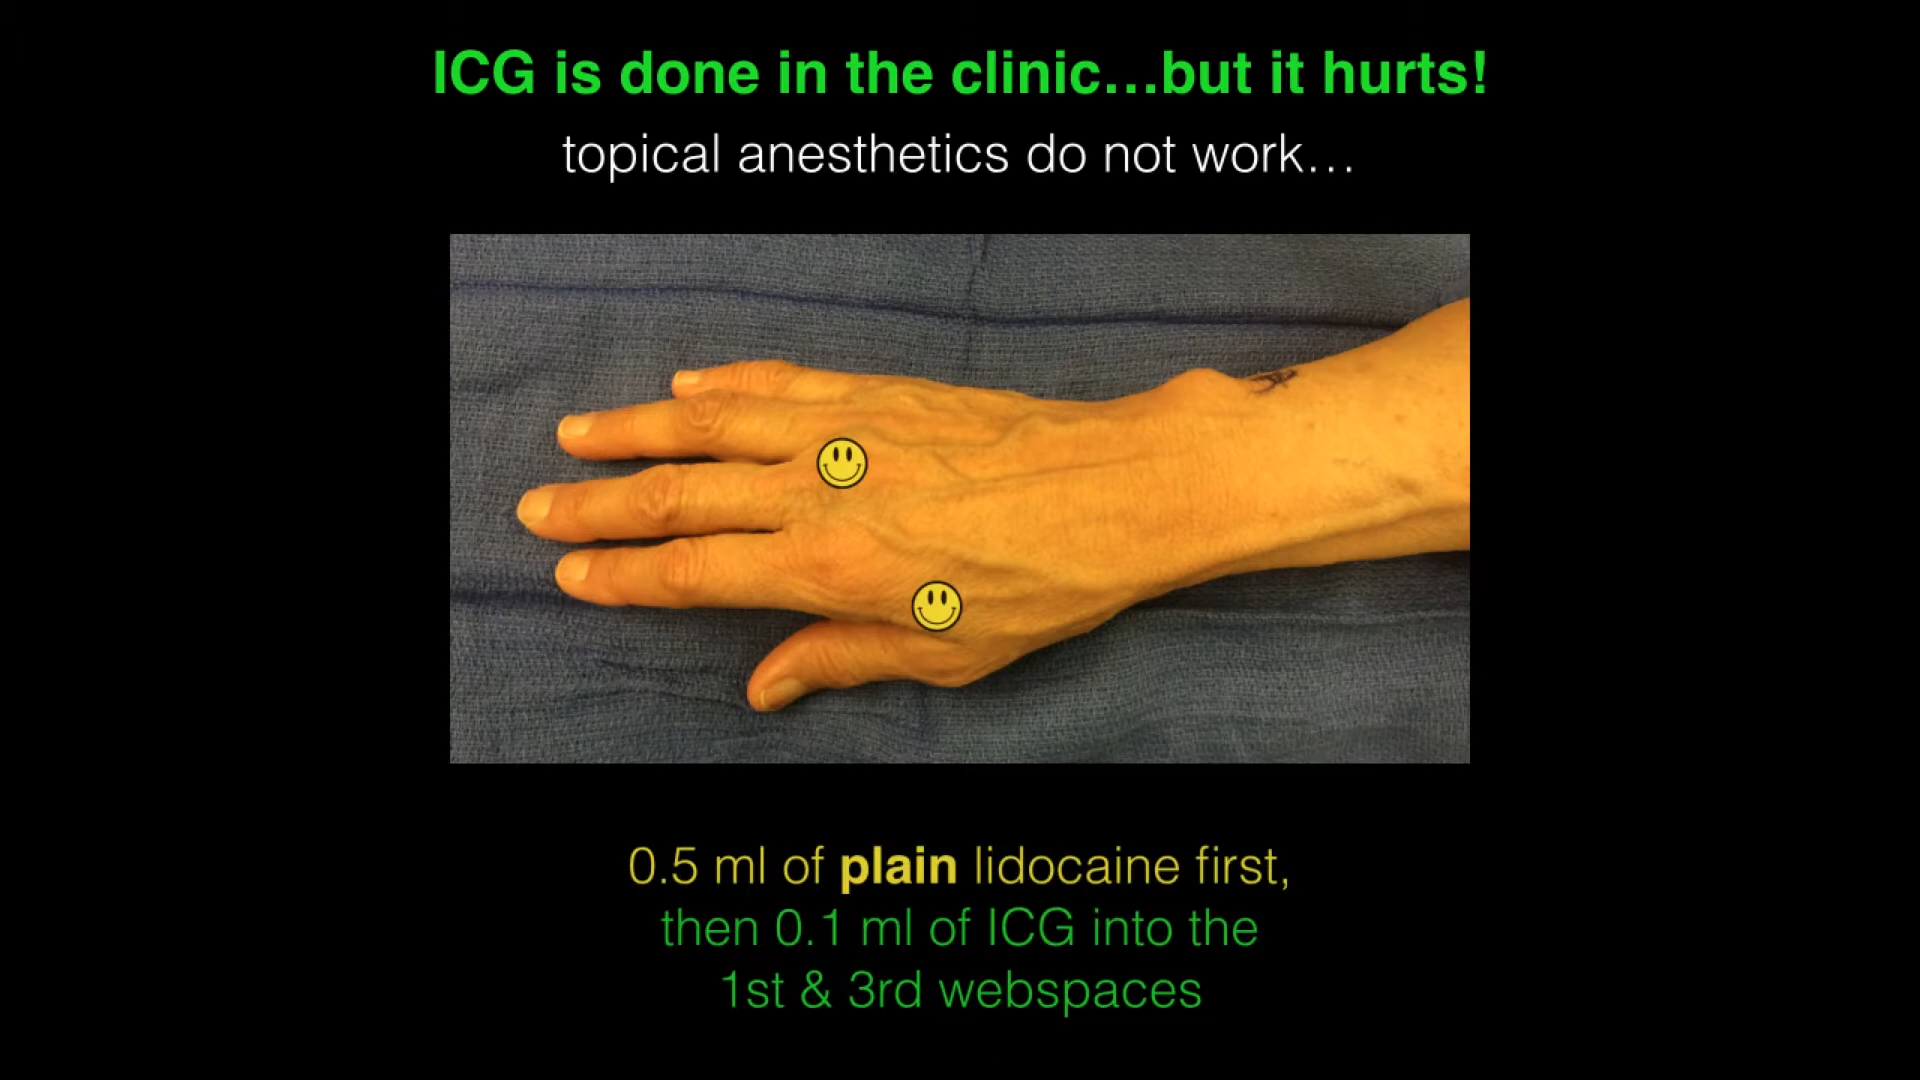 ICG is done in the clinic...but it hurts!
topical anesthetics do not work...
0.5 ml of plain lidocaine first,
then 0.1 ml of ICG into the
1st & 3rd webspaces